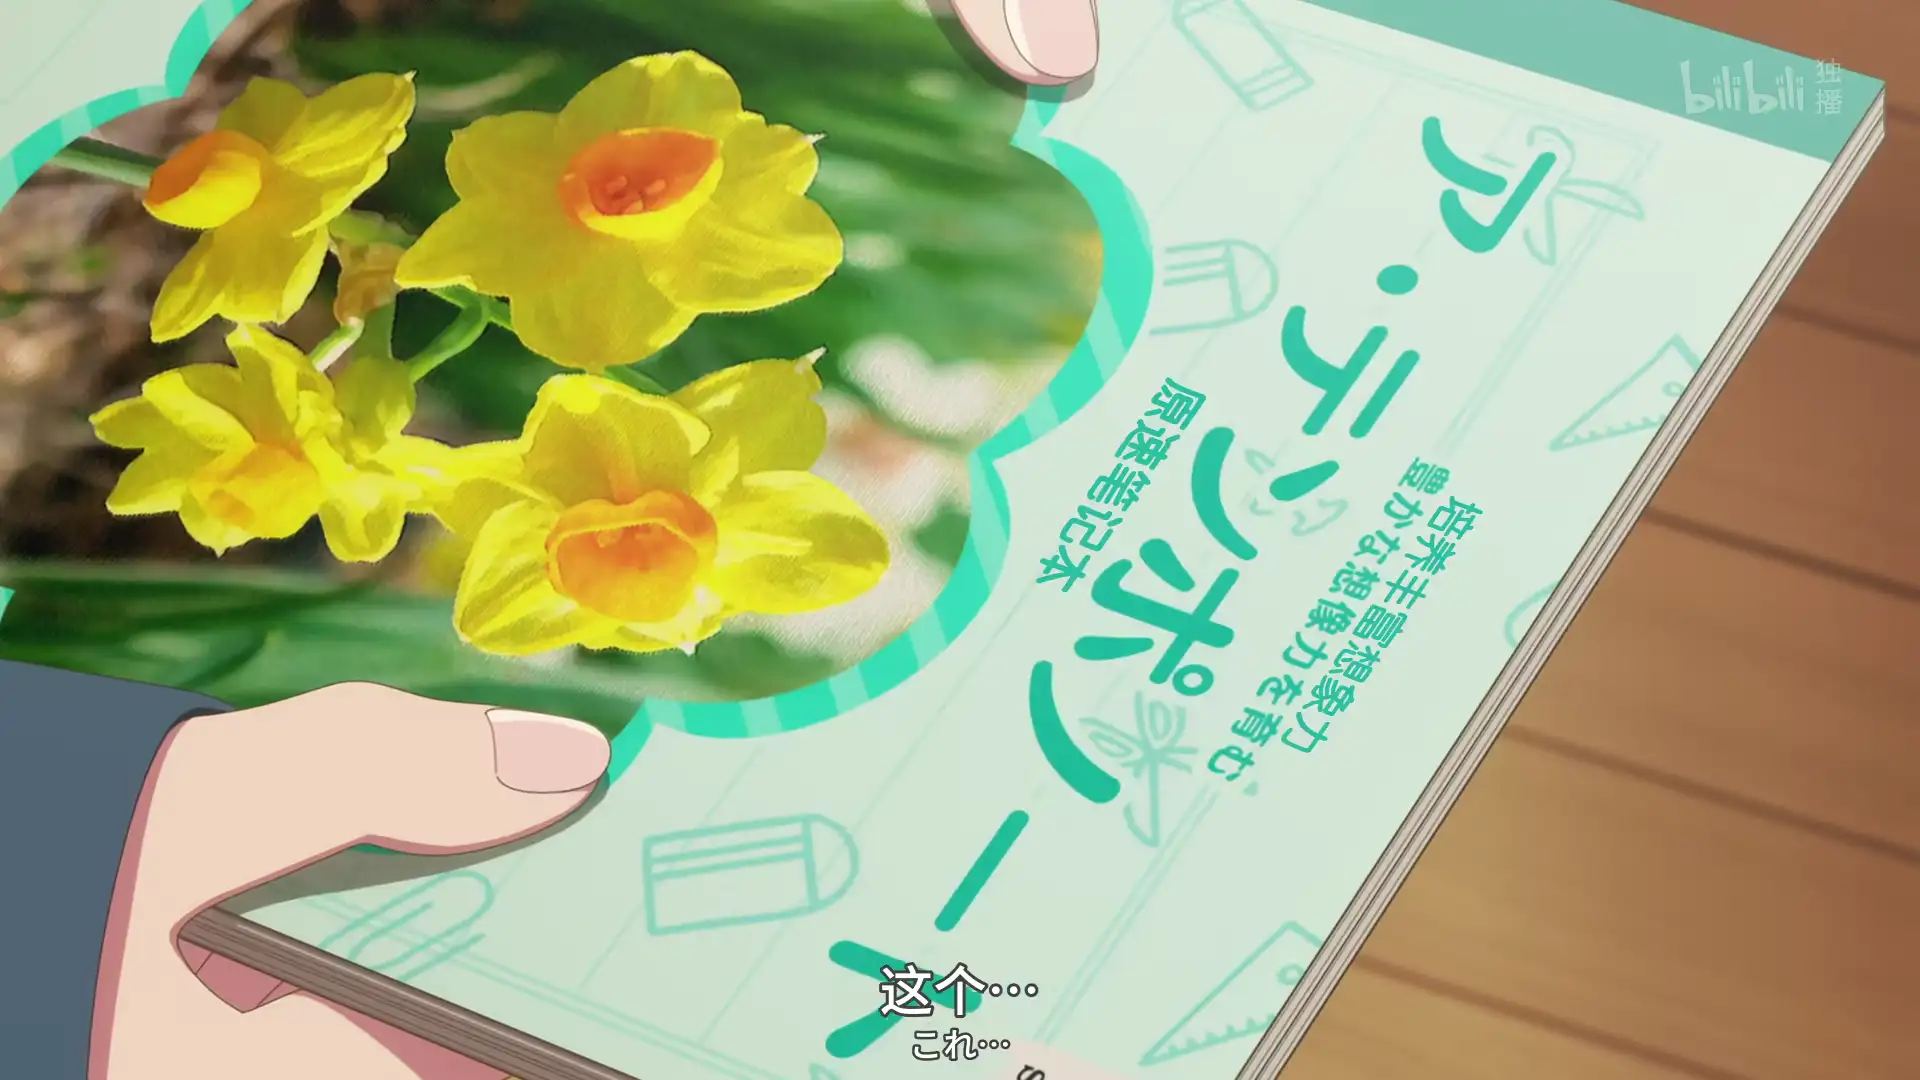 bilibili 独播
培养丰富想象力
豊かな想像力を育む
ア・テンポノート
原速笔记本
这个…
これ…